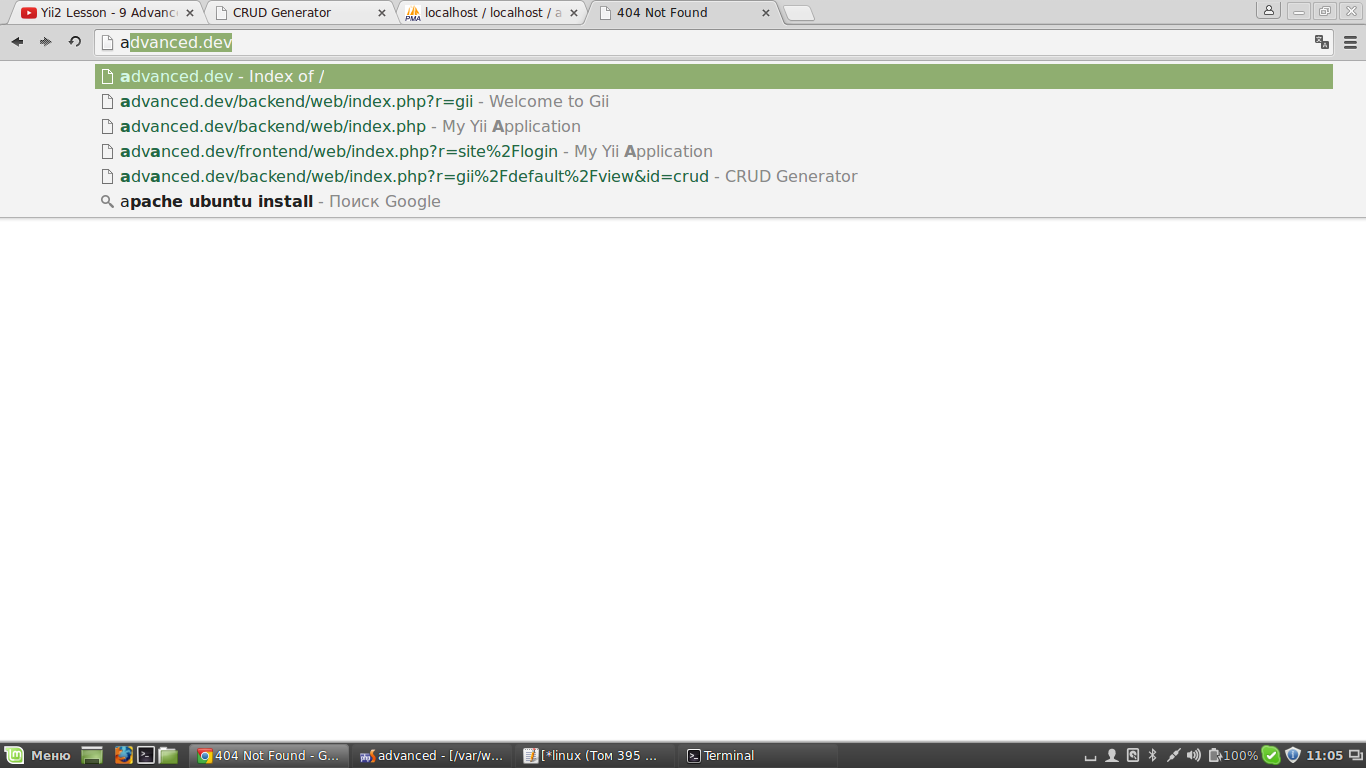 Yii2 Lesson - 9 Advanc
CRUD Generator
PMA localhost / localhost / a
404 Not Found
advanced.dev
advanced.dev - Index of /
advanced.dev/backend/web/index.php?r=gii - Welcome to Gii
advanced.dev/backend/web/index.php - My Yii Application
advanced.dev/frontend/web/index.php?r=site%2Flogin - My Yii Application
advanced.dev/backend/web/index.php?r=gii%2Fdefault%2Fview&id=crud - CRUD Generator
apache ubuntu install - Поиск Google
Меню
404 Not Found - G...
advanced - [/var/w...
[*linux (Том 395 ...
Terminal
100%
11:05